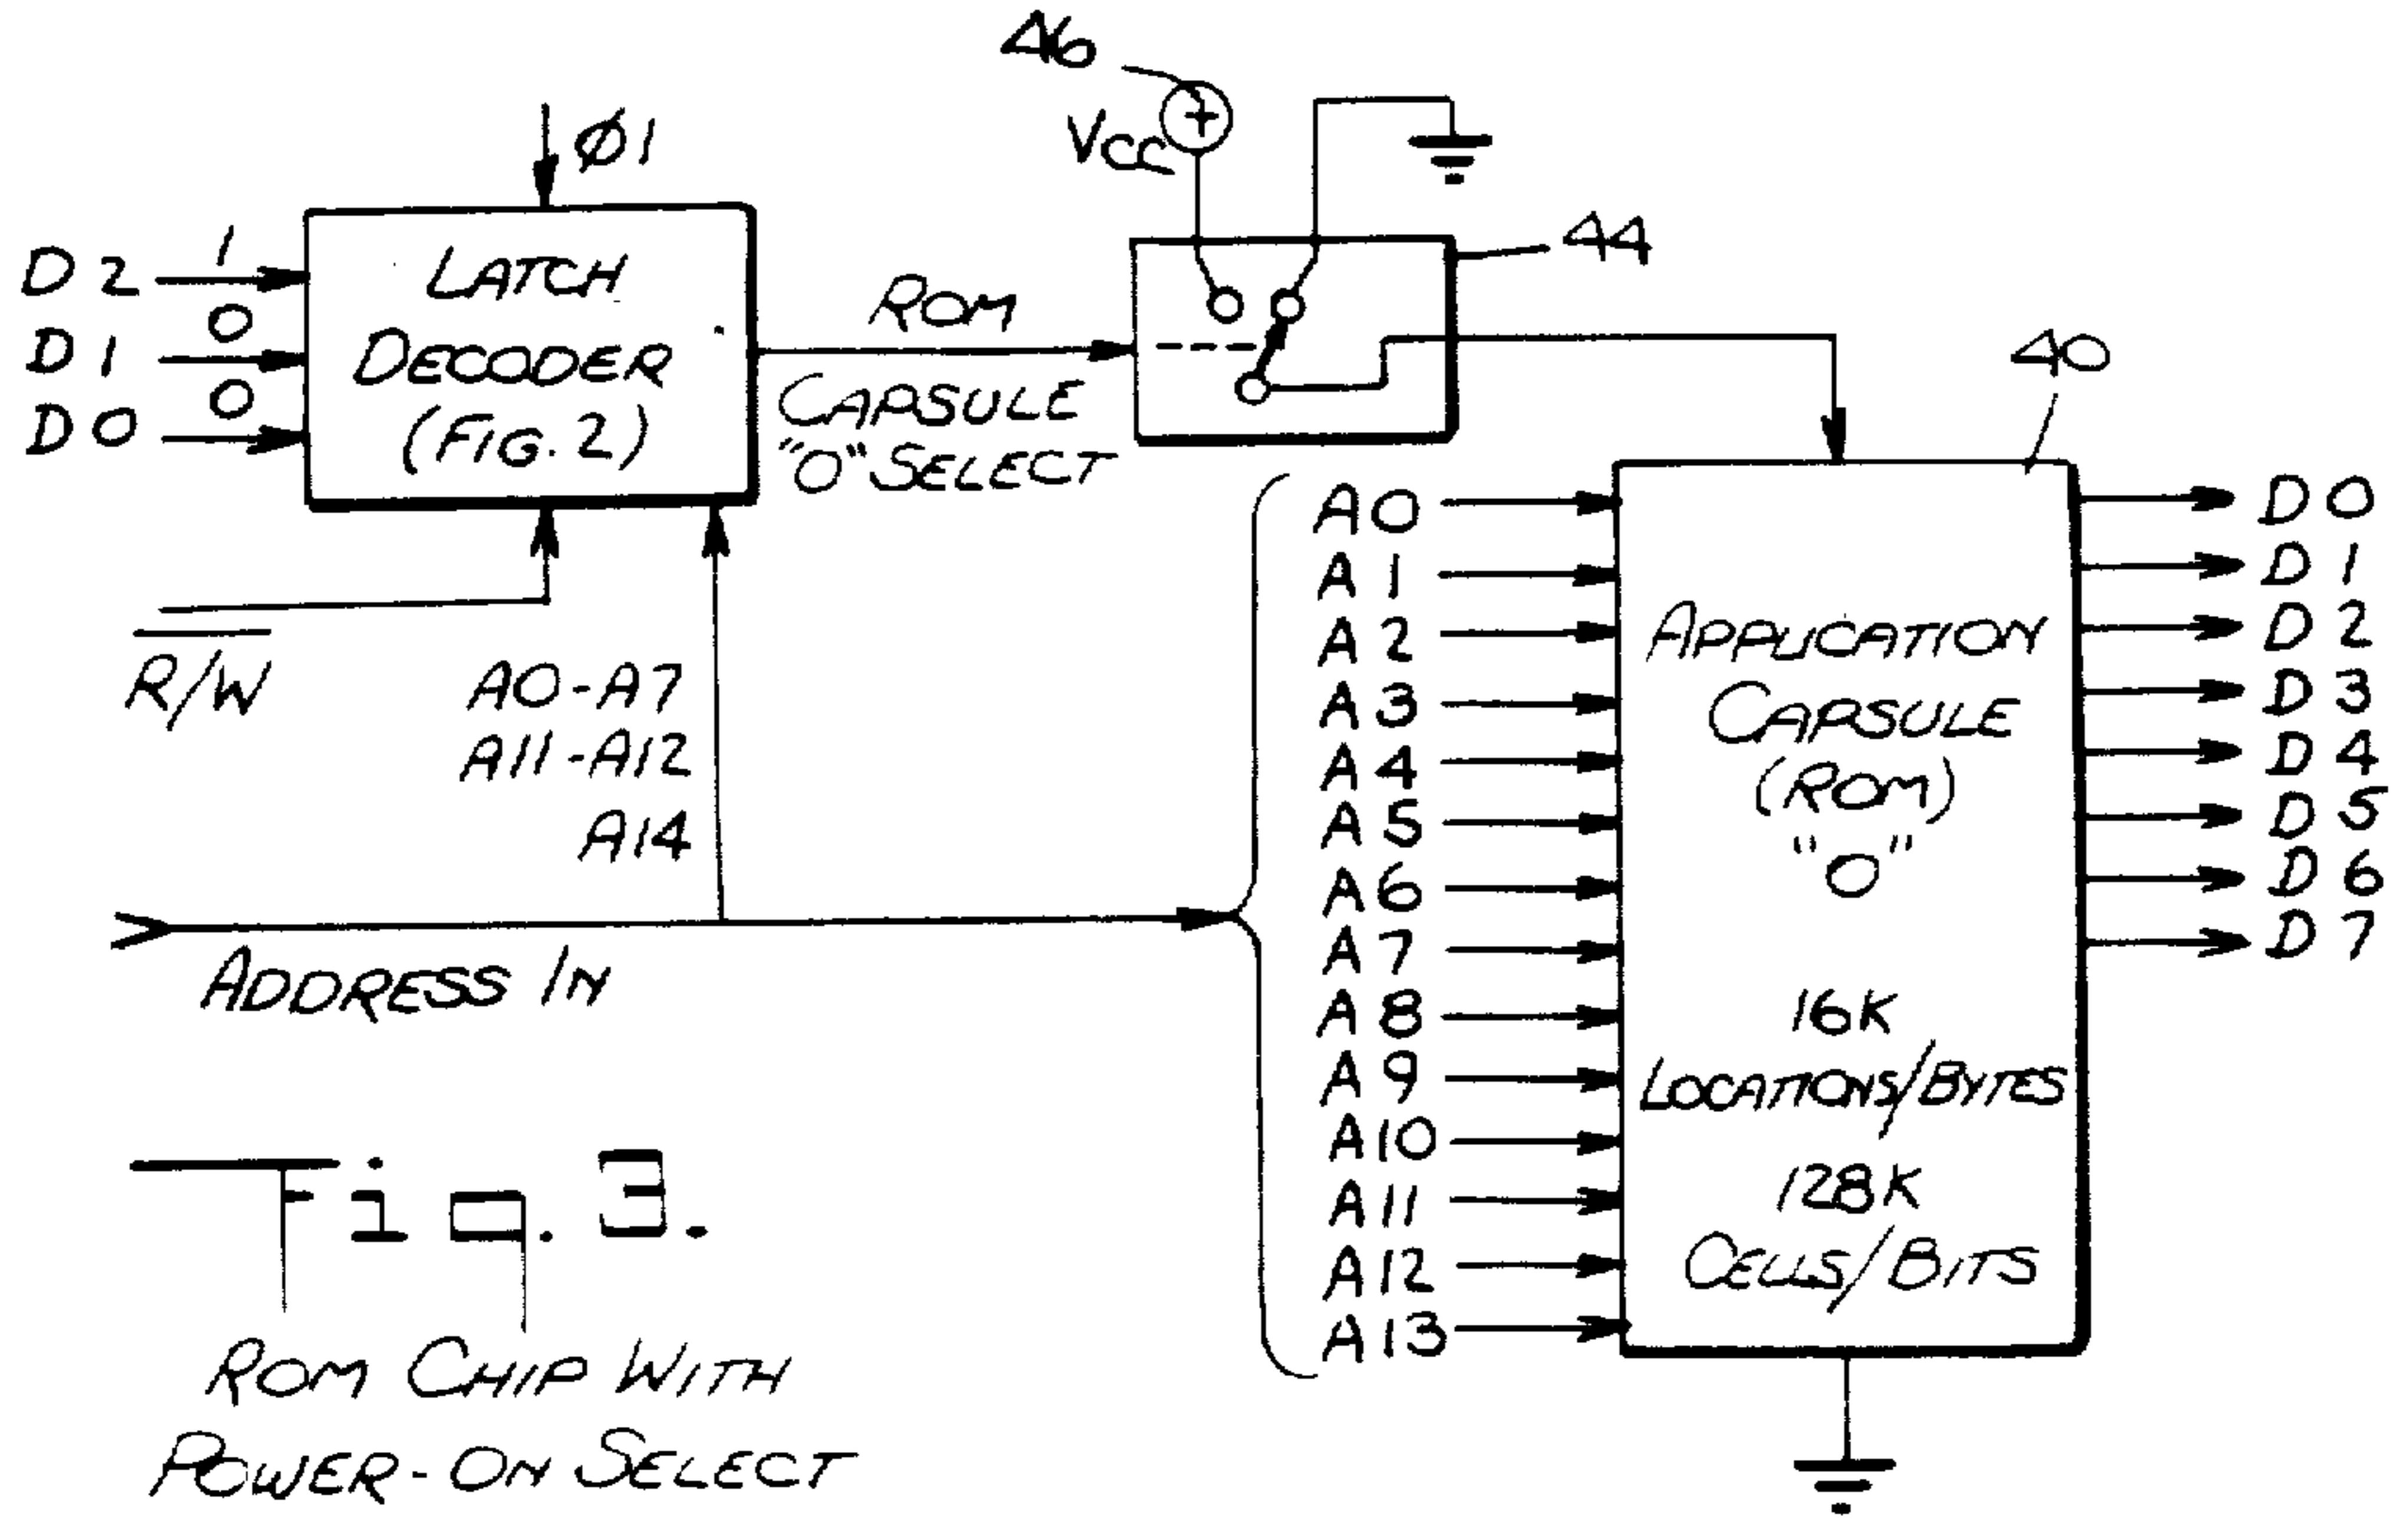 46
VCC
Ø1
44
D2 1
D1 0
D0 0
LATCH
DECODER
(FIG. 2)
ROM
CAPSULE
"O" SELECT
40
R/W
A0-A7
A11-A12
A14
ADDRESS IN
A0
A1
A2
A3
A4
A5
A6
A7
A8
A9
A10
A11
A12
A13
APPLICATION
CAPSULE
(ROM)
"O"
16K
LOCATIONS/BYTES
128K
CELLS/BITS
D0
D1
D2
D3
D4
D5
D6
D7
Fig. 3.
ROM CHIP WITH
POWER-ON SELECT